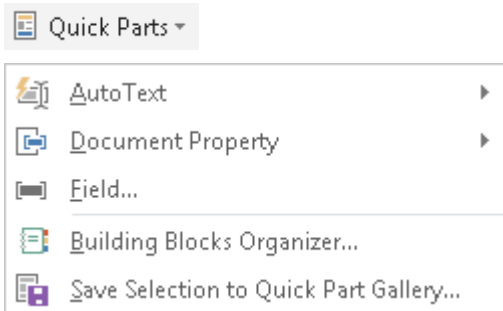 Quick Parts
AutoText
Document Property
Field...
Building Blocks Organizer...
Save Selection to Quick Part Gallery...